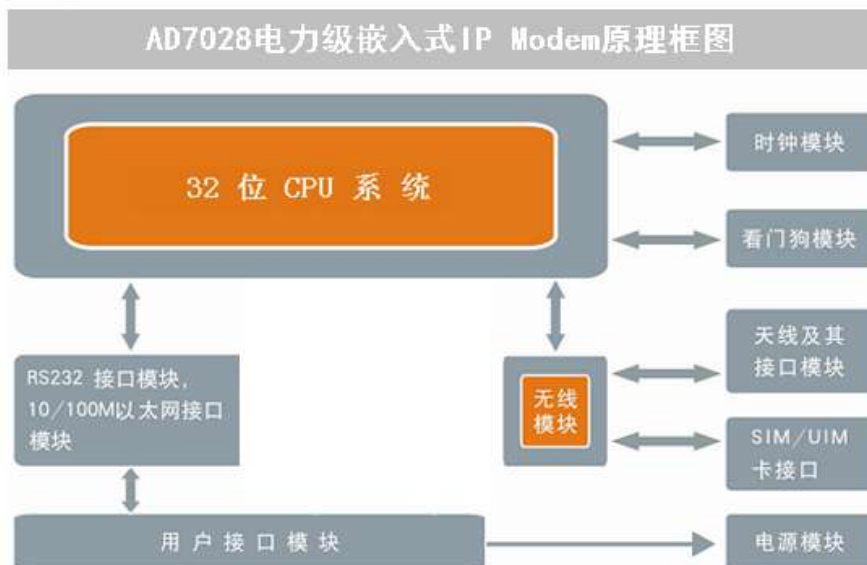 AD7028电力级嵌入式IP Modem原理框图
32 位 CPU 系 统
时钟模块
看门狗模块
RS232 接口模块,
10/100M以太网接口
模块
无线
模块
天线及其
接口模块
SIM/UIM
卡接口
用 户 接 口 模 块
电源模块